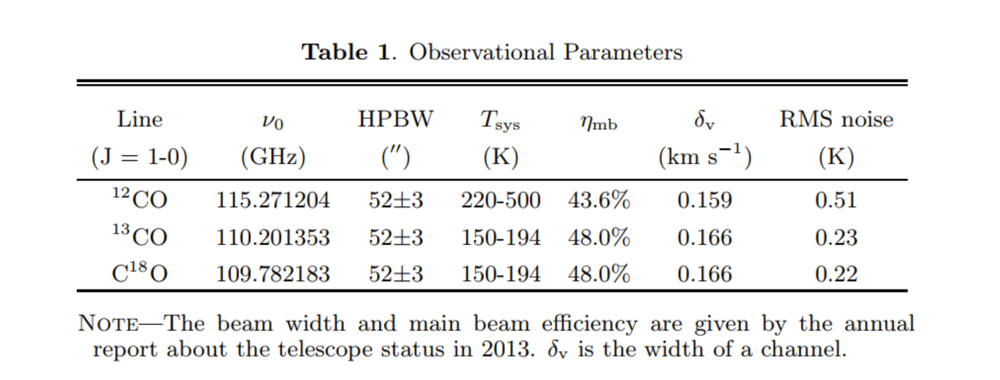 Table 1. Observational Parameters
Line ν₀ HPBW T_sys η_mb δ_v RMS noise
(J = 1-0) (GHz) (″) (K) (km s⁻¹) (K)
¹²CO 115.271204 52±3 220-500 43.6% 0.159 0.51
¹³CO 110.201353 52±3 150-194 48.0% 0.166 0.23
C¹⁸O 109.782183 52±3 150-194 48.0% 0.166 0.22
NOTE—The beam width and main beam efficiency are given by the annual
report about the telescope status in 2013. δ_v is the width of a channel.